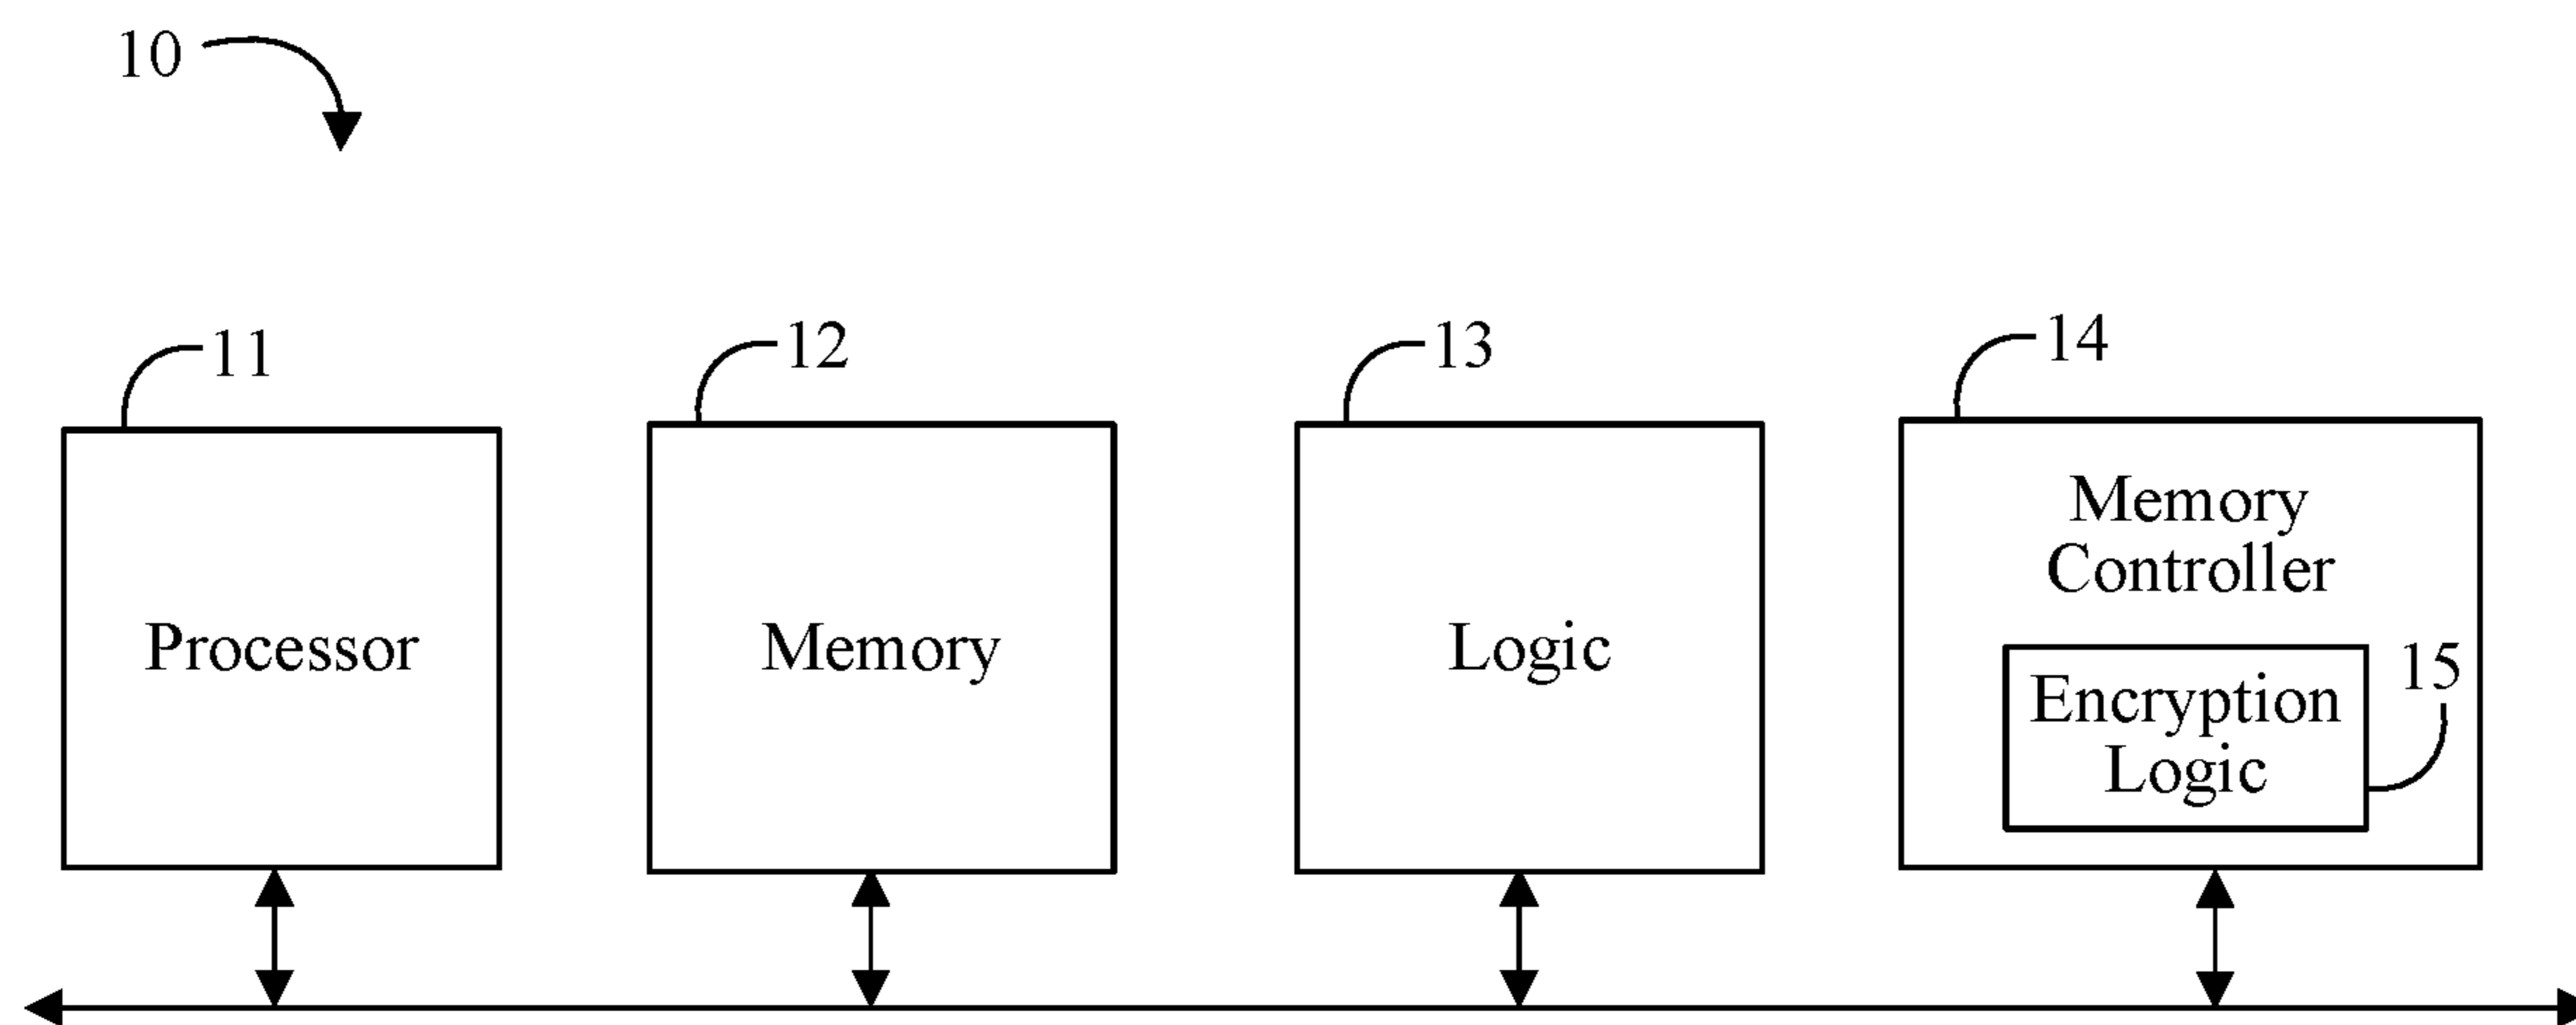 10
11
12
13
14
Processor
Memory
Logic
Memory
Controller
Encryption
Logic
15